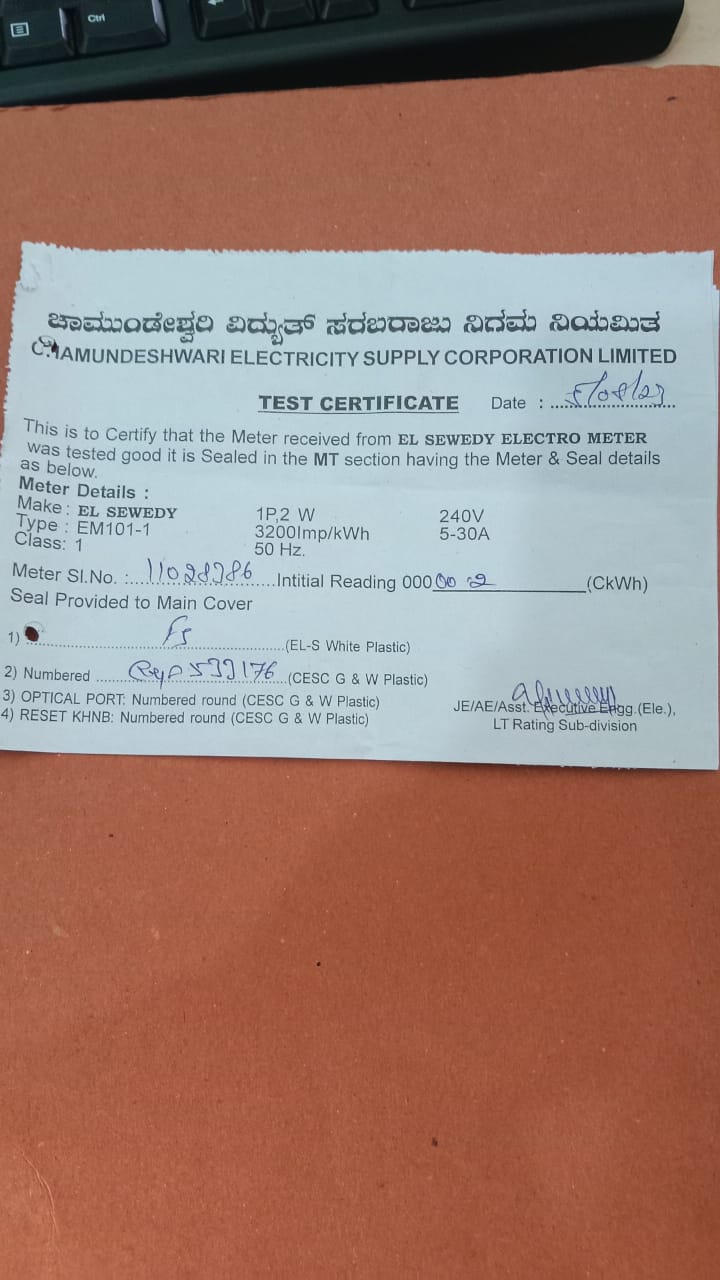 Ctrl
ಚಾಮುಂಡೇಶ್ವರಿ ವಿದ್ಯುತ್ ಸರಬರಾಜು ನಿಗಮ ನಿಯಮಿತ
CHAMUNDESHWARI ELECTRICITY SUPPLY CORPORATION LIMITED
TEST CERTIFICATE Date :
This is to Certify that the Meter received from EL SEWEDY ELECTRO METER
was tested good it is Sealed in the MT section having the Meter & Seal details
as below.
Meter Details :
Make : EL SEWEDY 1P,2 W 240V
Type : EM101-1 3200Imp/kWh 5-30A
Class: 1 50 Hz.
Meter Sl.No. : 11028786 Intitial Reading 00000.2 (CkWh)
Seal Provided to Main Cover
1) (EL-S White Plastic)
2) Numbered (CESC G & W Plastic)
3) OPTICAL PORT: Numbered round (CESC G & W Plastic)
4) RESET KHNB: Numbered round (CESC G & W Plastic)
JE/AE/Asst. Executive Engg.(Ele.),
LT Rating Sub-division